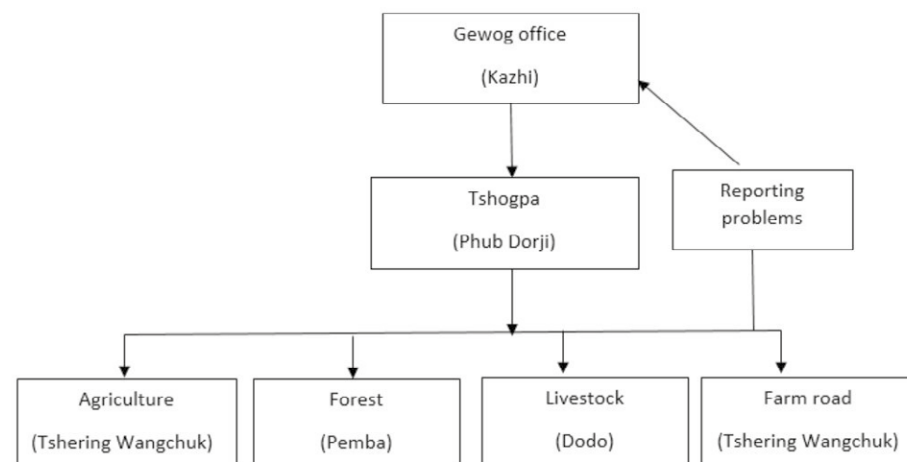 Gewog office
(Kazhi)
Tshogpa
(Phub Dorji)
Reporting
problems
Agriculture
(Tshering Wangchuk)
Forest
(Pemba)
Livestock
(Dodo)
Farm road
(Tshering Wangchuk)